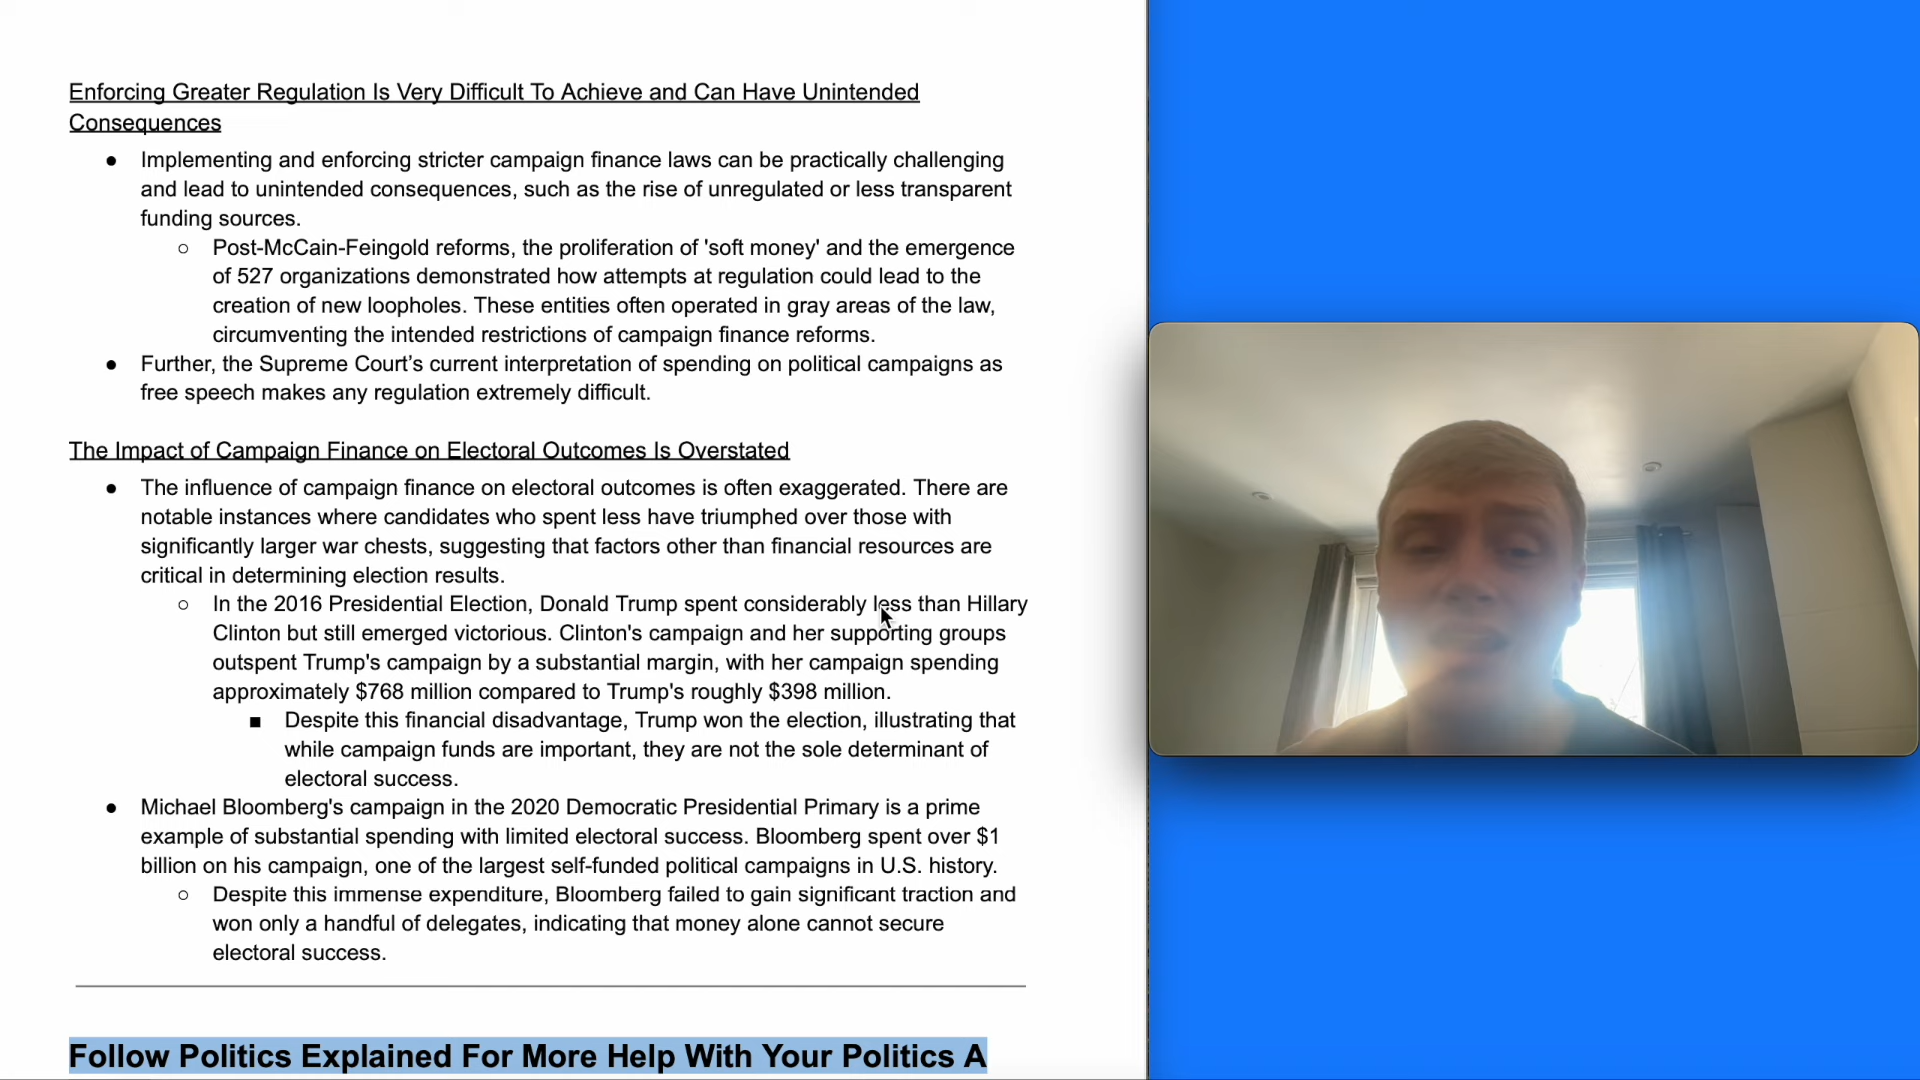 Enforcing Greater Regulation Is Very Difficult To Achieve and Can Have Unintended
Consequences
● Implementing and enforcing stricter campaign finance laws can be practically challenging
and lead to unintended consequences, such as the rise of unregulated or less transparent
funding sources.
○ Post-McCain-Feingold reforms, the proliferation of 'soft money' and the emergence
of 527 organizations demonstrated how attempts at regulation could lead to the
creation of new loopholes. These entities often operated in gray areas of the law,
circumventing the intended restrictions of campaign finance reforms.
● Further, the Supreme Court’s current interpretation of spending on political campaigns as
free speech makes any regulation extremely difficult.
The Impact of Campaign Finance on Electoral Outcomes Is Overstated
● The influence of campaign finance on electoral outcomes is often exaggerated. There are
notable instances where candidates who spent less have triumphed over those with
significantly larger war chests, suggesting that factors other than financial resources are
critical in determining election results.
○ In the 2016 Presidential Election, Donald Trump spent considerably less than Hillary
Clinton but still emerged victorious. Clinton's campaign and her supporting groups
outspent Trump's campaign by a substantial margin, with her campaign spending
approximately $768 million compared to Trump's roughly $398 million.
■ Despite this financial disadvantage, Trump won the election, illustrating that
while campaign funds are important, they are not the sole determinant of
electoral success.
● Michael Bloomberg's campaign in the 2020 Democratic Presidential Primary is a prime
example of substantial spending with limited electoral success. Bloomberg spent over $1
billion on his campaign, one of the largest self-funded political campaigns in U.S. history.
○ Despite this immense expenditure, Bloomberg failed to gain significant traction and
won only a handful of delegates, indicating that money alone cannot secure
electoral success.
Follow Politics Explained For More Help With Your Politics A